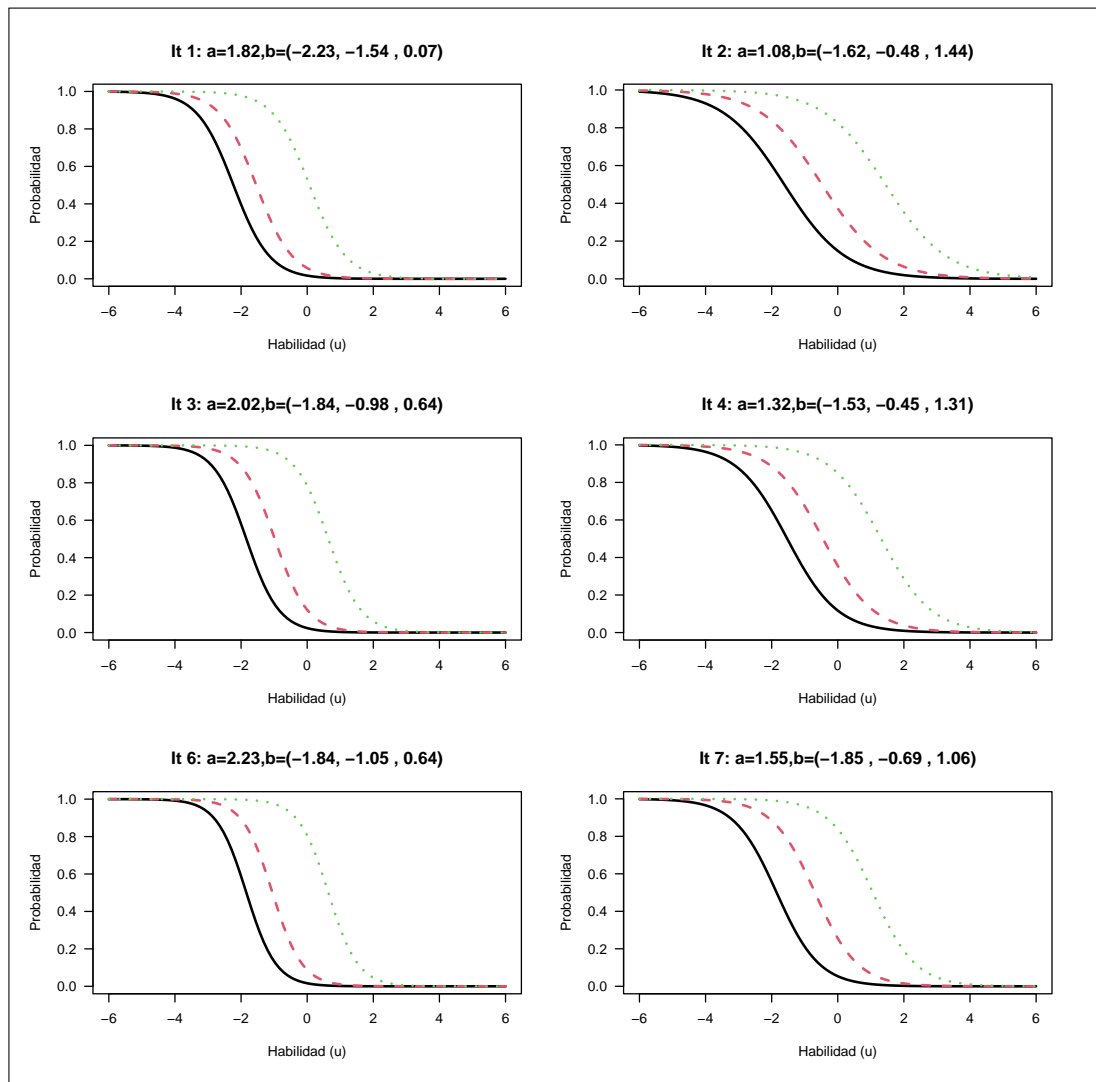 It 1: a=1.82,b=(−2.23, −1.54 , 0.07)
Probabilidad
1.0
0.8
0.6
0.4
0.2
0.0
−6 −4 −2 0 2 4 6
Habilidad (u)
It 2: a=1.08,b=(−1.62, −0.48 , 1.44)
Probabilidad
1.0
0.8
0.6
0.4
0.2
0.0
−6 −4 −2 0 2 4 6
Habilidad (u)
It 3: a=2.02,b=(−1.84, −0.98 , 0.64)
Probabilidad
1.0
0.8
0.6
0.4
0.2
0.0
−6 −4 −2 0 2 4 6
Habilidad (u)
It 4: a=1.32,b=(−1.53, −0.45 , 1.31)
Probabilidad
1.0
0.8
0.6
0.4
0.2
0.0
−6 −4 −2 0 2 4 6
Habilidad (u)
It 6: a=2.23,b=(−1.84, −1.05 , 0.64)
Probabilidad
1.0
0.8
0.6
0.4
0.2
0.0
−6 −4 −2 0 2 4 6
Habilidad (u)
It 7: a=1.55,b=(−1.85 , −0.69 , 1.06)
Probabilidad
1.0
0.8
0.6
0.4
0.2
0.0
−6 −4 −2 0 2 4 6
Habilidad (u)